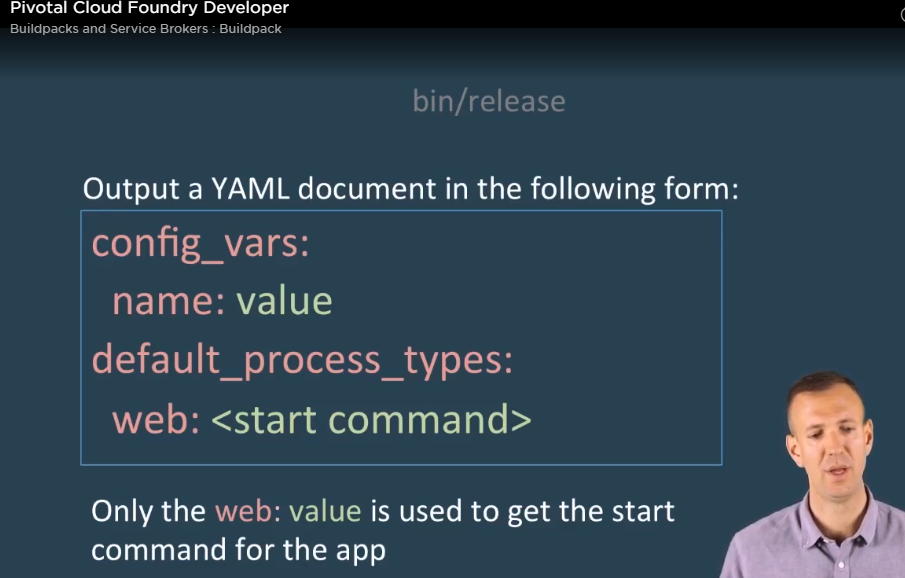 Pivotal Cloud Foundry Developer
Buildpacks and Service Brokers : Buildpack
bin/release
Output a YAML document in the following form:
config_vars:
name: value
default_process_types:
web: <start command>
Only the web: value is used to get the start
command for the app